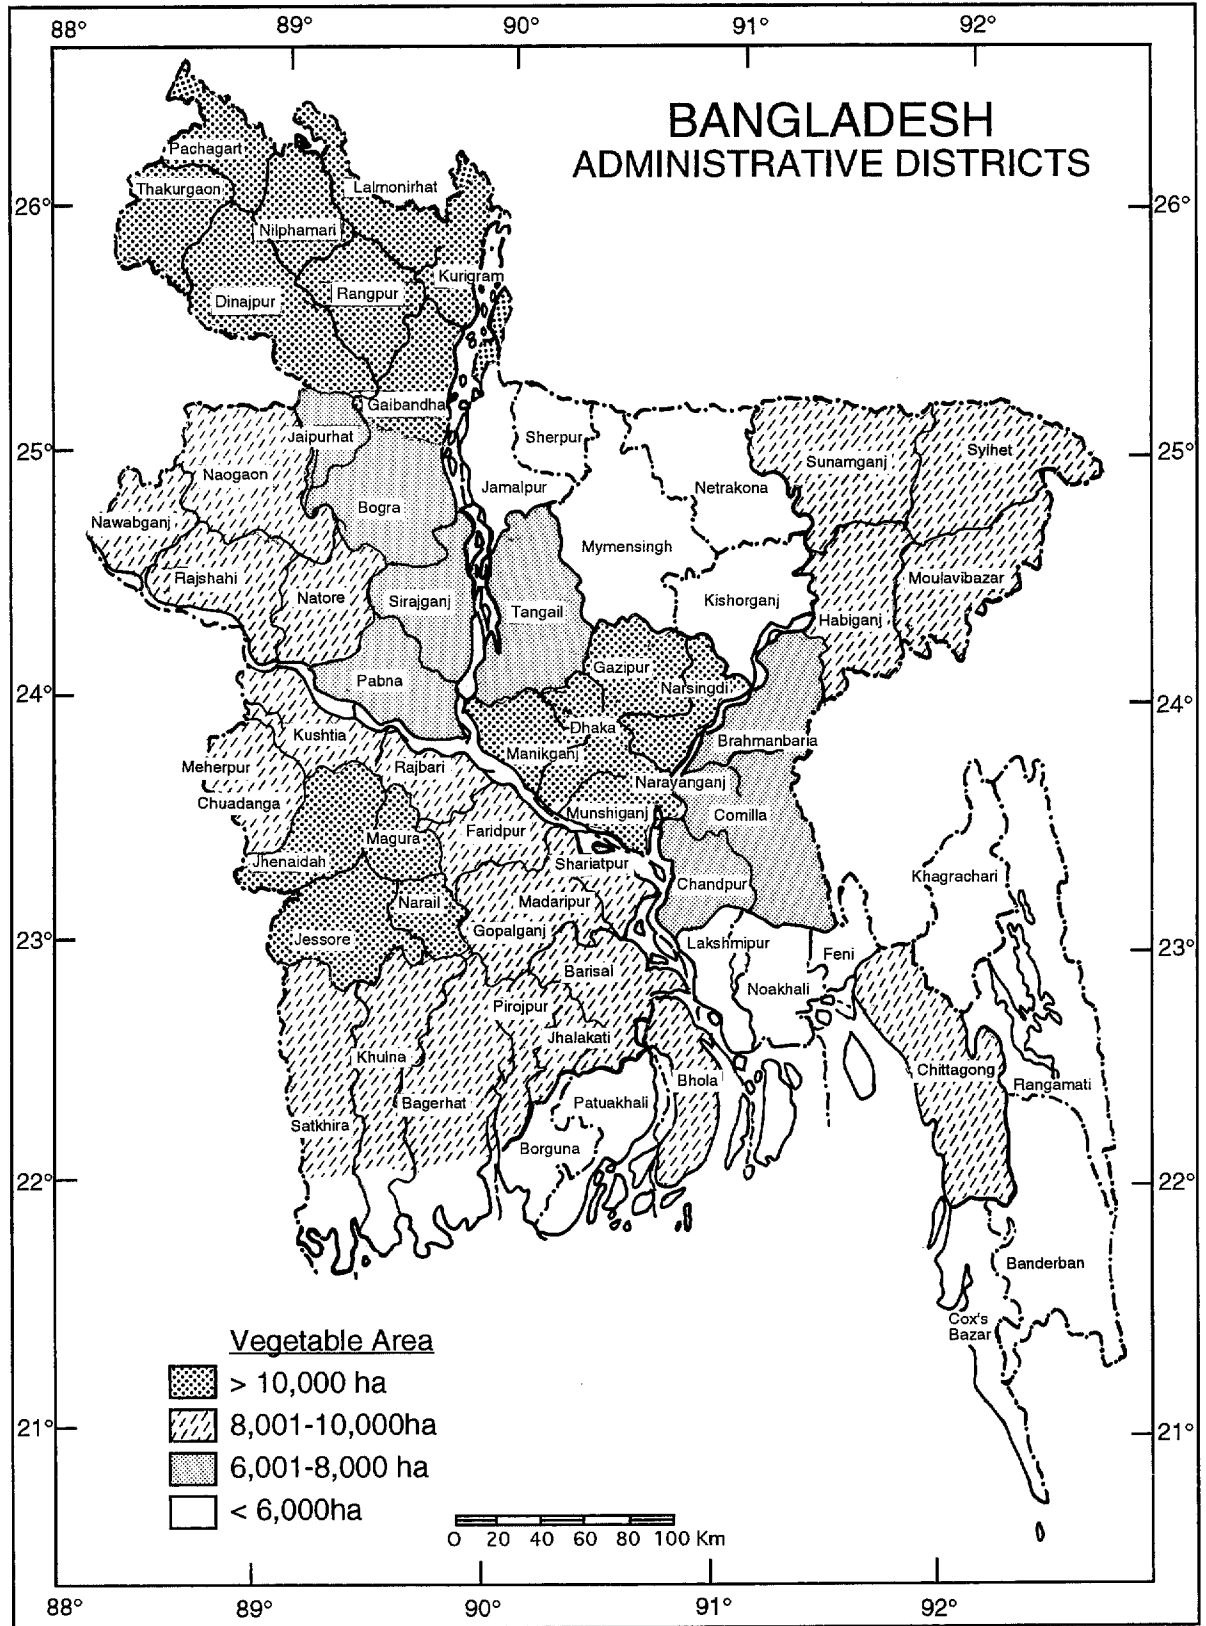 88° 89° 90° 91° 92°
BANGLADESH
ADMINISTRATIVE DISTRICTS
Pachagart
Thakurgaon
Lalmonirhat
26° 26°
Nilphamari
Kurigram
Dinajpur
Rangpur
Gaibandha
Jaipurhat
Sherpur
25° 25°
Sunamganj
Sylhet
Naogaon
Jamalpur
Netrakona
Bogra
Nawabganj
Mymensingh
Rajshahi
Moulavibazar
Natore
Sirajganj
Kishorganj
Tangail
Habiganj
Gazipur
Pabna
Narsingdi
24° 24°
Dhaka
Kushtia
Brahmanbaria
Manikganj
Meherpur
Rajbari
Narayanganj
Chuadanga
Munshiganj
Comilla
Faridpur
Magura
Jhenaidah
Shariatpur
Khagrachari
Chandpur
Narail
Madaripur
Gopalganj
Jessore
Lakshmipur
23° 23°
Feni
Barisal
Noakhali
Pirojpur
Jhalakati
Khulna
Chittagong
Bhola
Rangamati
Bagerhat
Patuakhali
Satkhira
Borguna
22° 22°
Banderban
Cox's
Bazar
Vegetable Area
> 10,000 ha
8,001-10,000ha
6,001-8,000 ha
< 6,000ha
21° 21°
0 20 40 60 80 100 Km
88° 89° 90° 91° 92°